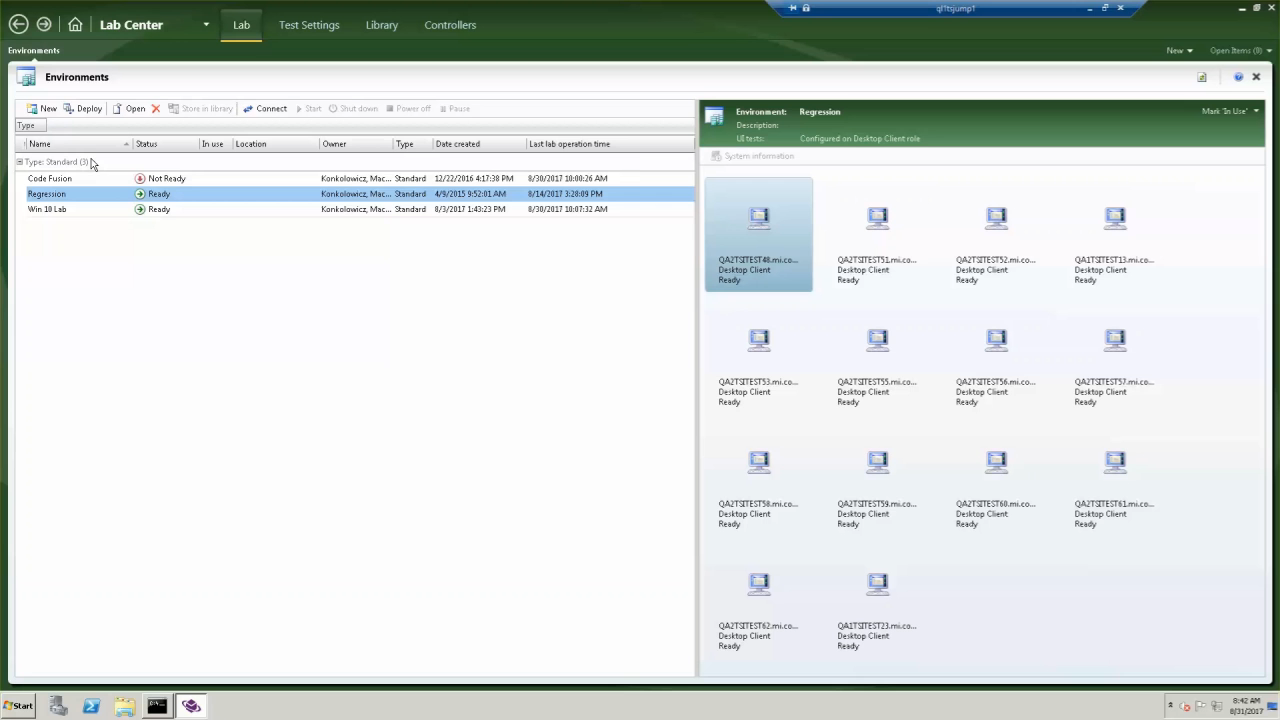 ql1tsjump1
Lab Center
Lab
Test Settings
Library
Controllers
Environments
New
Open Items (0)
Environments
New Deploy Open Store in library Connect Start Shut down Power off Pause
Type
Name Status In use Location Owner Type Date created Last lab operation time
Type: Standard (3)
Code Fusion Not Ready Konkolowicz, Mac... Standard 12/22/2016 4:17:38 PM 8/30/2017 10:00:26 AM
Regression Ready Konkolowicz, Mac... Standard 4/9/2015 9:52:01 AM 8/14/2017 3:28:09 PM
Win 10 Lab Ready Konkolowicz, Mac... Standard 8/3/2017 1:43:23 PM 8/30/2017 10:07:32 AM
Environment: Regression
Mark 'In Use'
Description:
UI tests: Configured on Desktop Client role
System information
QA2TSITEST48.mi.co... QA2TSITEST51.mi.co... QA2TSITEST52.mi.co... QA1TSITEST13.mi.co...
Desktop Client Desktop Client Desktop Client Desktop Client
Ready Ready Ready Ready
QA2TSITEST53.mi.co... QA2TSITEST55.mi.co... QA2TSITEST56.mi.co... QA2TSITEST57.mi.co...
Desktop Client Desktop Client Desktop Client Desktop Client
Ready Ready Ready Ready
QA2TSITEST58.mi.co... QA2TSITEST59.mi.co... QA2TSITEST60.mi.co... QA2TSITEST61.mi.co...
Desktop Client Desktop Client Desktop Client Desktop Client
Ready Ready Ready Ready
QA2TSITEST62.mi.co... QA1TSITEST23.mi.co...
Desktop Client Desktop Client
Ready Ready
Start
8:42 AM
8/31/2017